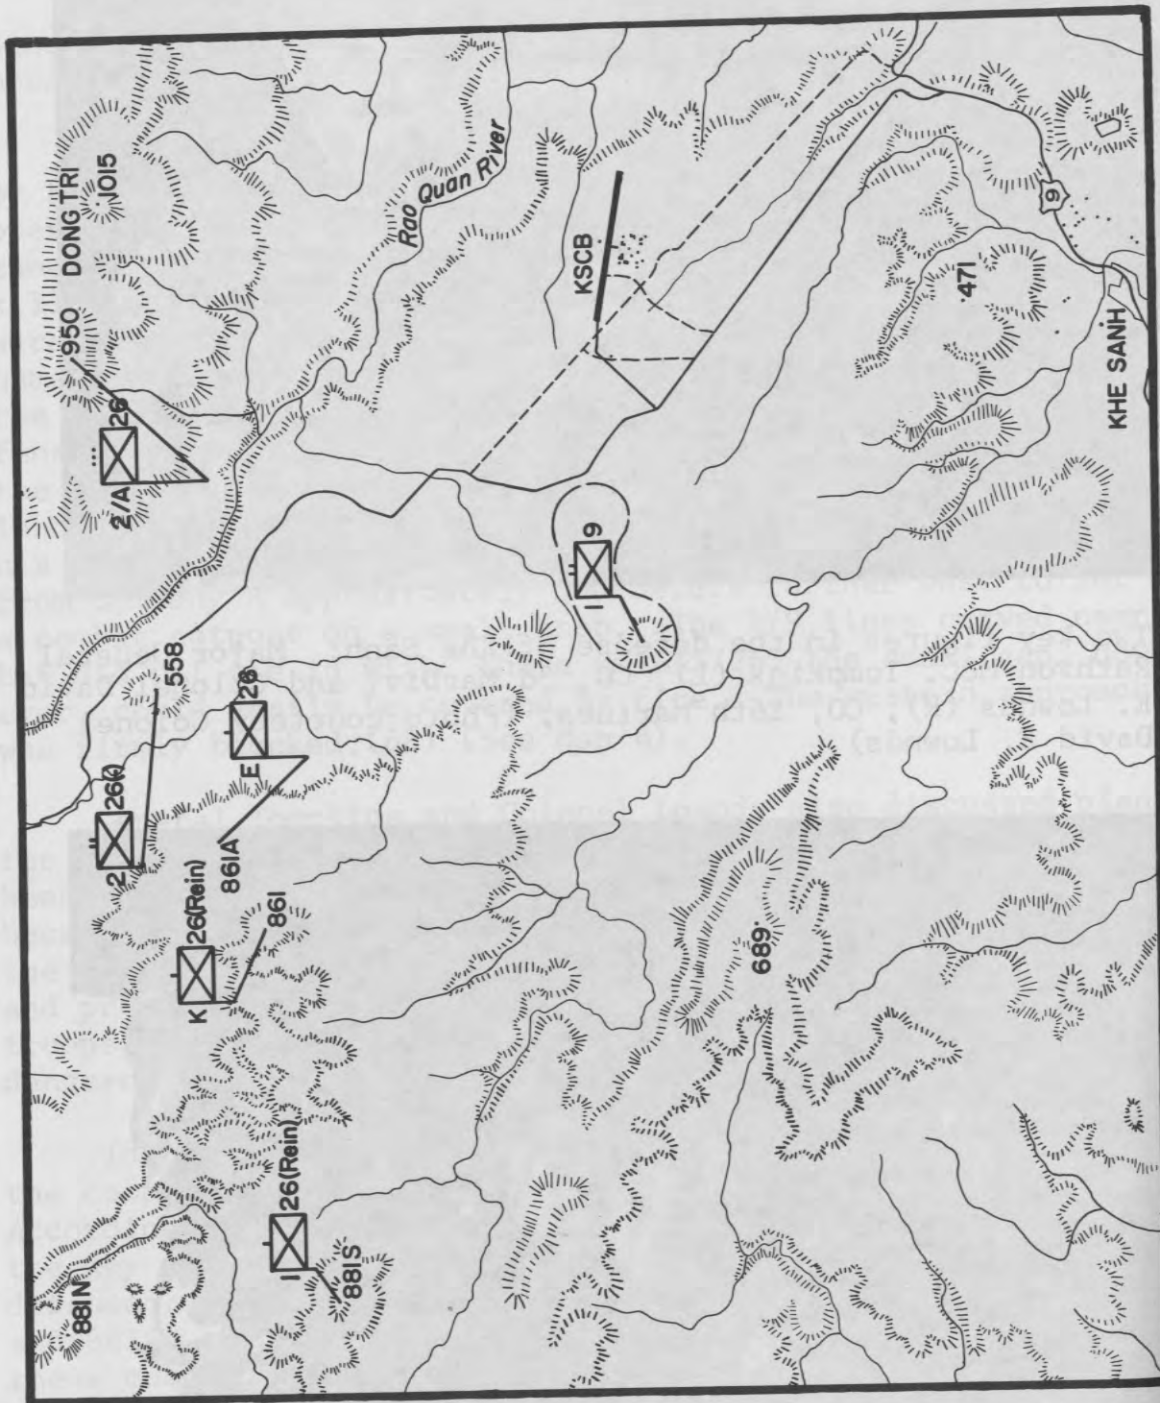 881N
I 26(Rein)
881S
K 26(Rein)
861
2 26(-)
558
861A
E 26
2/A 26
950
DONG TRI
1015
Rao Quan River
1 9
KSCB
689
471
9
KHE SANH